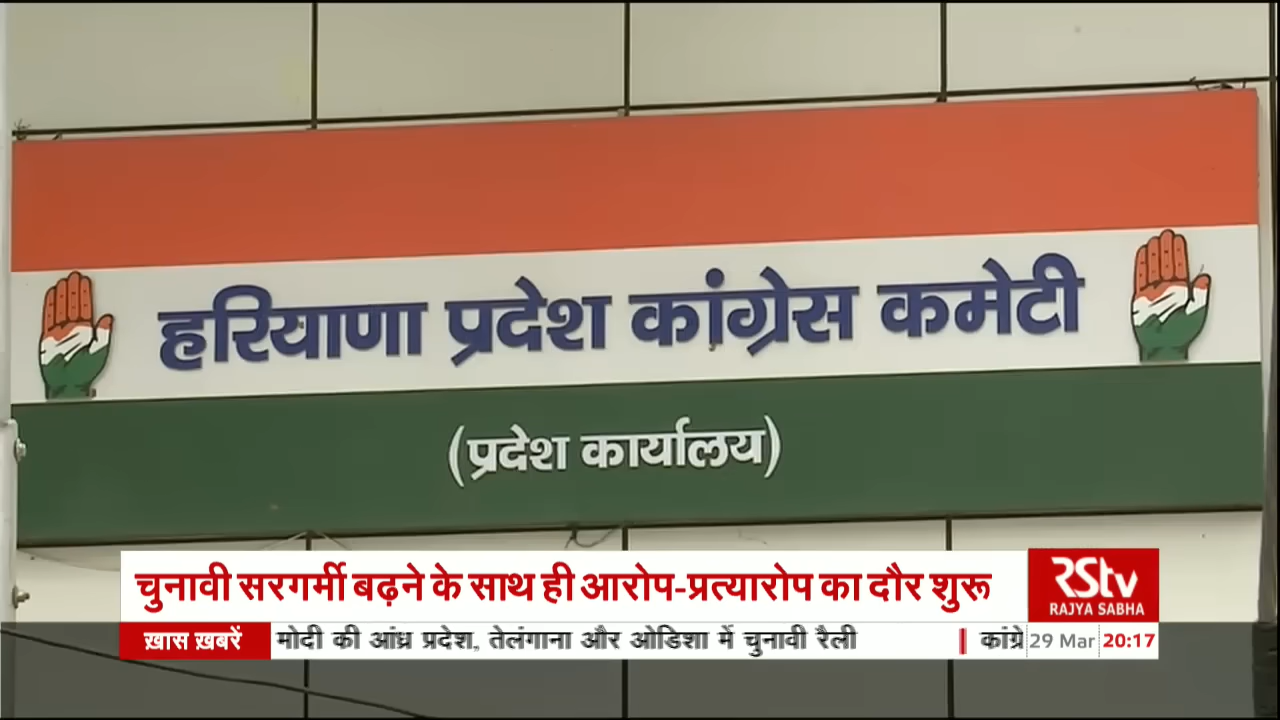 हरियाणा प्रदेश कांग्रेस कमेटी
(प्रदेश कार्यालय)
चुनावी सरगर्मी बढ़ने के साथ ही आरोप-प्रत्यारोप का दौर शुरू
RStv
RAJYA SABHA
ख़ास ख़बरें मोदी की आंध्र प्रदेश, तेलंगाना और ओडिशा में चुनावी रैली | कांग्रे 29 Mar 20:17